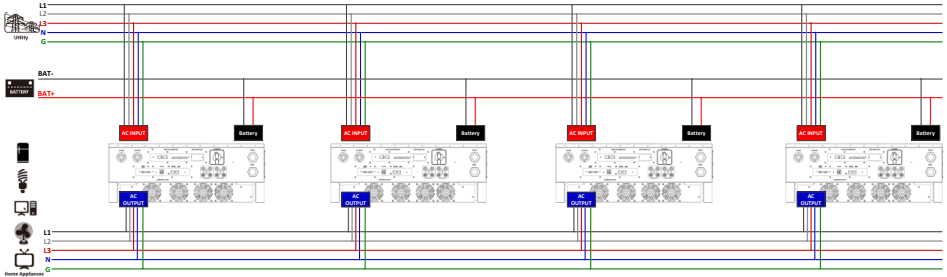 L1
L2
L3
N
G
Utility
BAT-
BATTERY
BAT+
AC INPUT
Battery
AC INPUT
Battery
AC INPUT
Battery
AC INPUT
Battery
AC
OUTPUT
AC
OUTPUT
AC
OUTPUT
AC
OUTPUT
L1
L2
L3
N
G
Home Appliances